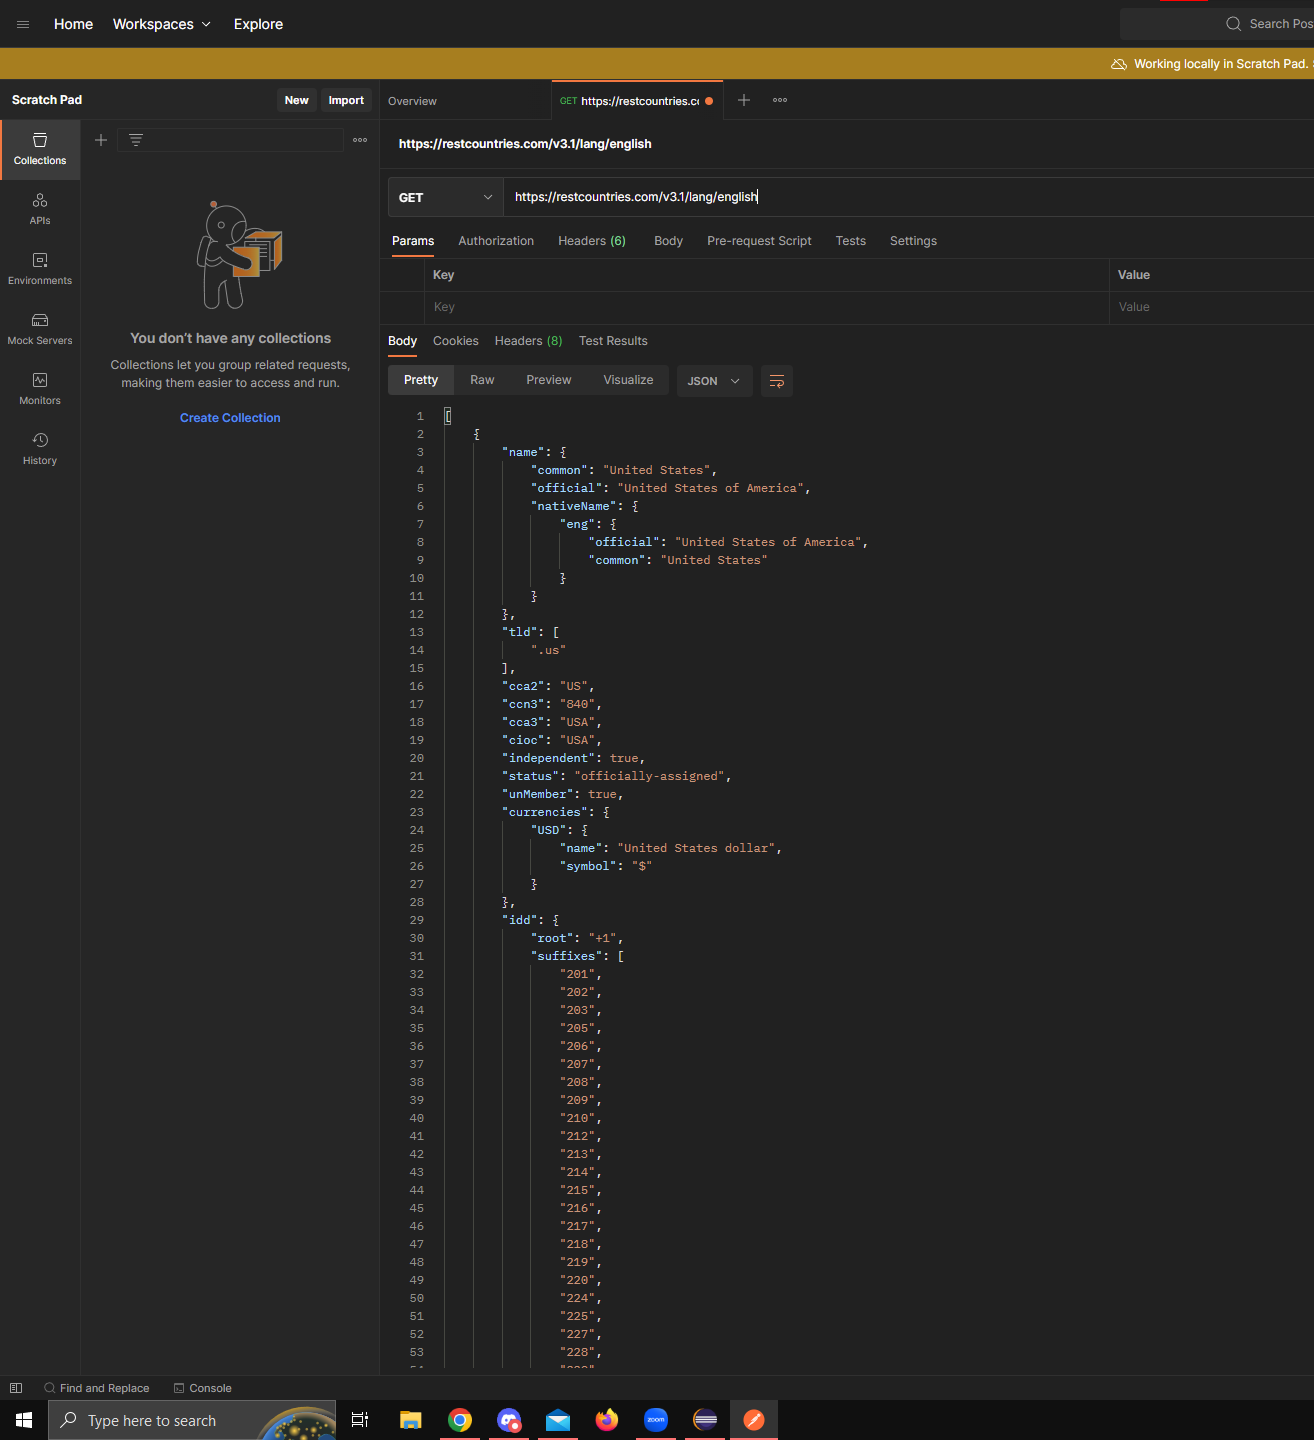 Home Workspaces Explore
Search Pos
Working locally in Scratch Pad.
Scratch Pad
New Import
Overview
GET https://restcountries.co
Collections
APIs
Environments
Mock Servers
Monitors
History
You don't have any collections
Collections let you group related requests,
making them easier to access and run.
Create Collection
https://restcountries.com/v3.1/lang/english
GET https://restcountries.com/v3.1/lang/english
Params Authorization Headers (6) Body Pre-request Script Tests Settings
Key Value
Key Value
Body Cookies Headers (8) Test Results
Pretty Raw Preview Visualize JSON
1 [
2 {
3 "name": {
4 "common": "United States",
5 "official": "United States of America",
6 "nativeName": {
7 "eng": {
8 "official": "United States of America",
9 "common": "United States"
10 }
11 }
12 },
13 "tld": [
14 ".us"
15 ],
16 "cca2": "US",
17 "ccn3": "840",
18 "cca3": "USA",
19 "cioc": "USA",
20 "independent": true,
21 "status": "officially-assigned",
22 "unMember": true,
23 "currencies": {
24 "USD": {
25 "name": "United States dollar",
26 "symbol": "$"
27 }
28 },
29 "idd": {
30 "root": "+1",
31 "suffixes": [
32 "201",
33 "202",
34 "203",
35 "205",
36 "206",
37 "207",
38 "208",
39 "209",
40 "210",
41 "212",
42 "213",
43 "214",
44 "215",
45 "216",
46 "217",
47 "218",
48 "219",
49 "220",
50 "224",
51 "225",
52 "227",
53 "228",
Find and Replace Console
Type here to search
zoom